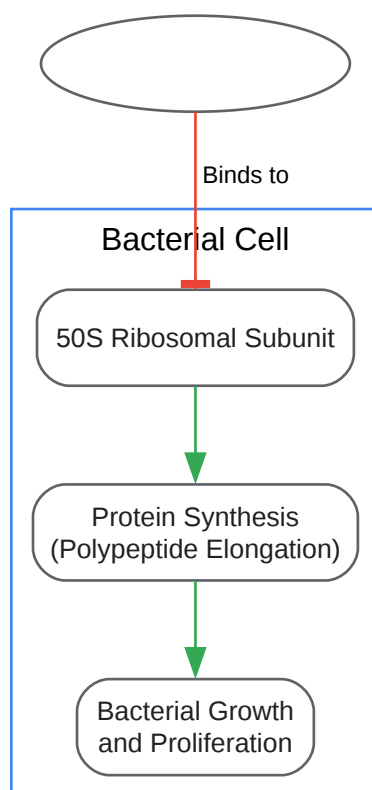 Binds to
Bacterial Cell
50S Ribosomal Subunit
Protein Synthesis
(Polypeptide Elongation)
Bacterial Growth
and Proliferation